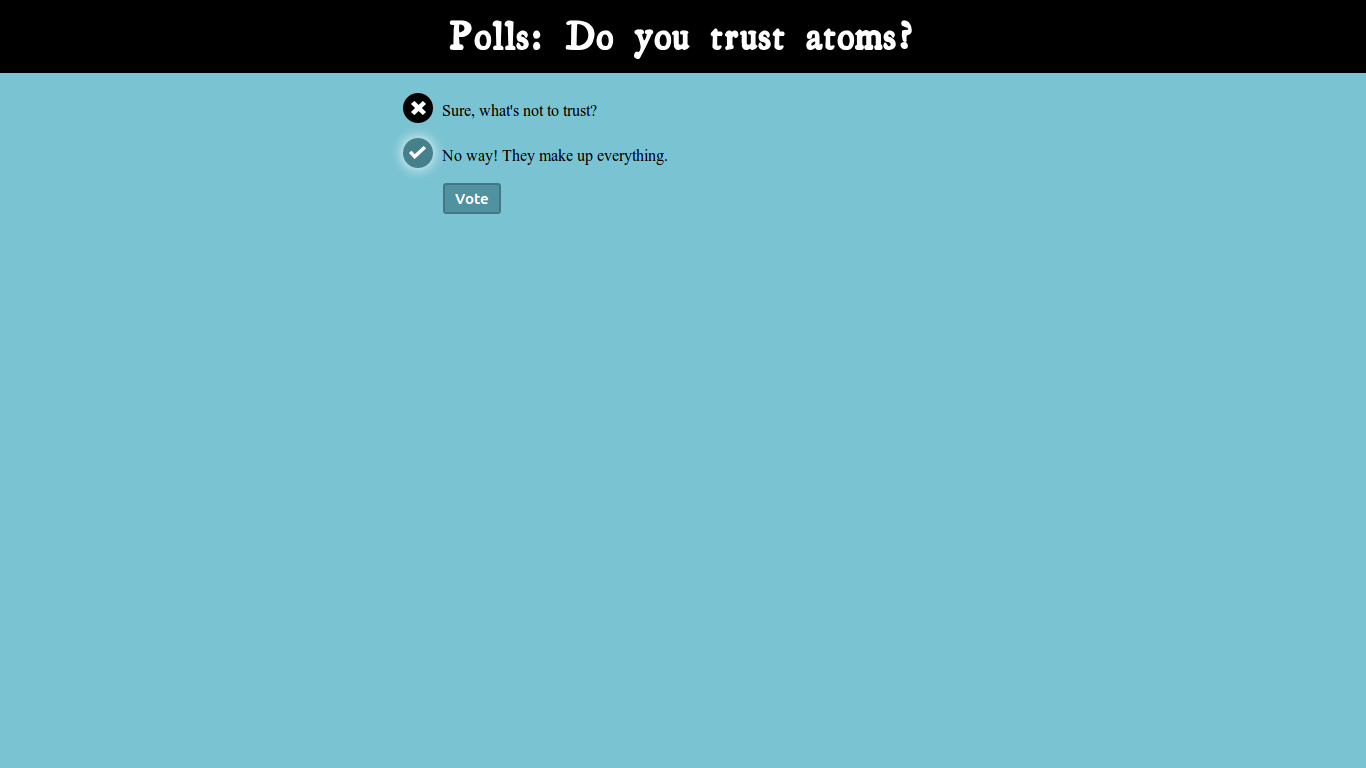 Polls: Do you trust atoms?
Sure, what's not to trust?
No way! They make up everything.
Vote